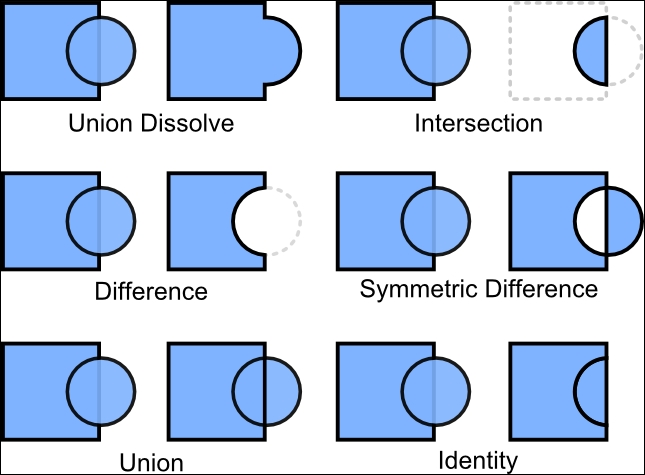 Union Dissolve
Intersection
Difference
Symmetric Difference
Union
Identity